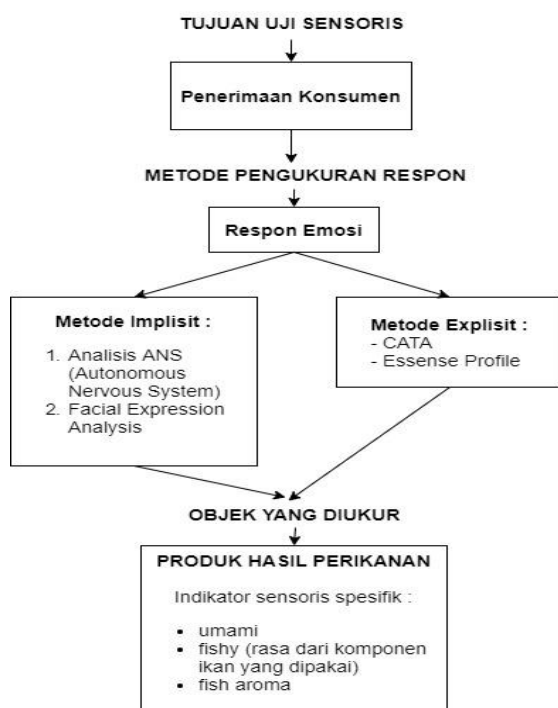 TUJUAN UJI SENSORIS
Penerimaan Konsumen
METODE PENGUKURAN RESPON
Respon Emosi
Metode Implisit :
1. Analisis ANS
(Autonomous
Nervous System)
2. Facial Expression
Analysis
Metode Explisit :
- CATA
- Essense Profile
OBJEK YANG DIUKUR
PRODUK HASIL PERIKANAN
Indikator sensoris spesifik :
• umami
• fishy (rasa dari komponen
ikan yang dipakai)
• fish aroma